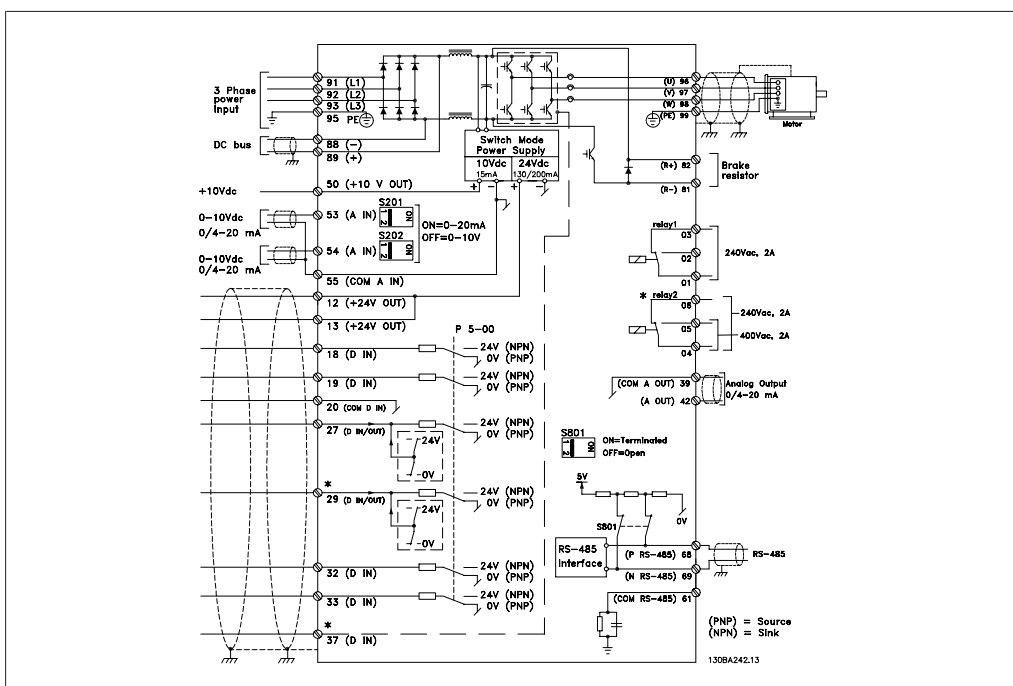 3 Phase
power
input
91 (L1)
92 (L2)
93 (L3)
95 PE
DC bus
88 (-)
89 (+)
Switch Mode
Power Supply
10Vdc
15mA
24Vdc
130/200mA
+ - + -
(U) 96
(V) 97
(W) 98
(PE) 99
Motor
(R+) 82
(R-) 81
Brake
resistor
+10Vdc
50 (+10 V OUT)
0-10Vdc
0/4-20 mA
53 (A IN)
S201
1 2
ON
ON=0-20mA
OFF=0-10V
0-10Vdc
0/4-20 mA
54 (A IN)
S202
1 2
ON
55 (COM A IN)
12 (+24V OUT)
13 (+24V OUT)
P 5-00
18 (D IN)
24V (NPN)
0V (PNP)
19 (D IN)
24V (NPN)
0V (PNP)
20 (COM D IN)
27 (D IN/OUT)
24V (NPN)
0V (PNP)
24V
0V
*
29 (D IN/OUT)
24V (NPN)
0V (PNP)
24V
0V
32 (D IN)
24V (NPN)
0V (PNP)
33 (D IN)
24V (NPN)
0V (PNP)
*
37 (D IN)
relay1
03
02
01
240Vac, 2A
* relay2
06
05
04
240Vac, 2A
400Vac, 2A
(COM A OUT) 39
(A OUT) 42
Analog Output
0/4-20 mA
S801
1 2
ON
ON=Terminated
OFF=Open
5V
S801
0V
RS-485
Interface
(P RS-485) 68
(N RS-485) 69
(COM RS-485) 61
RS-485
(PNP) = Source
(NPN) = Sink
130BA242.13